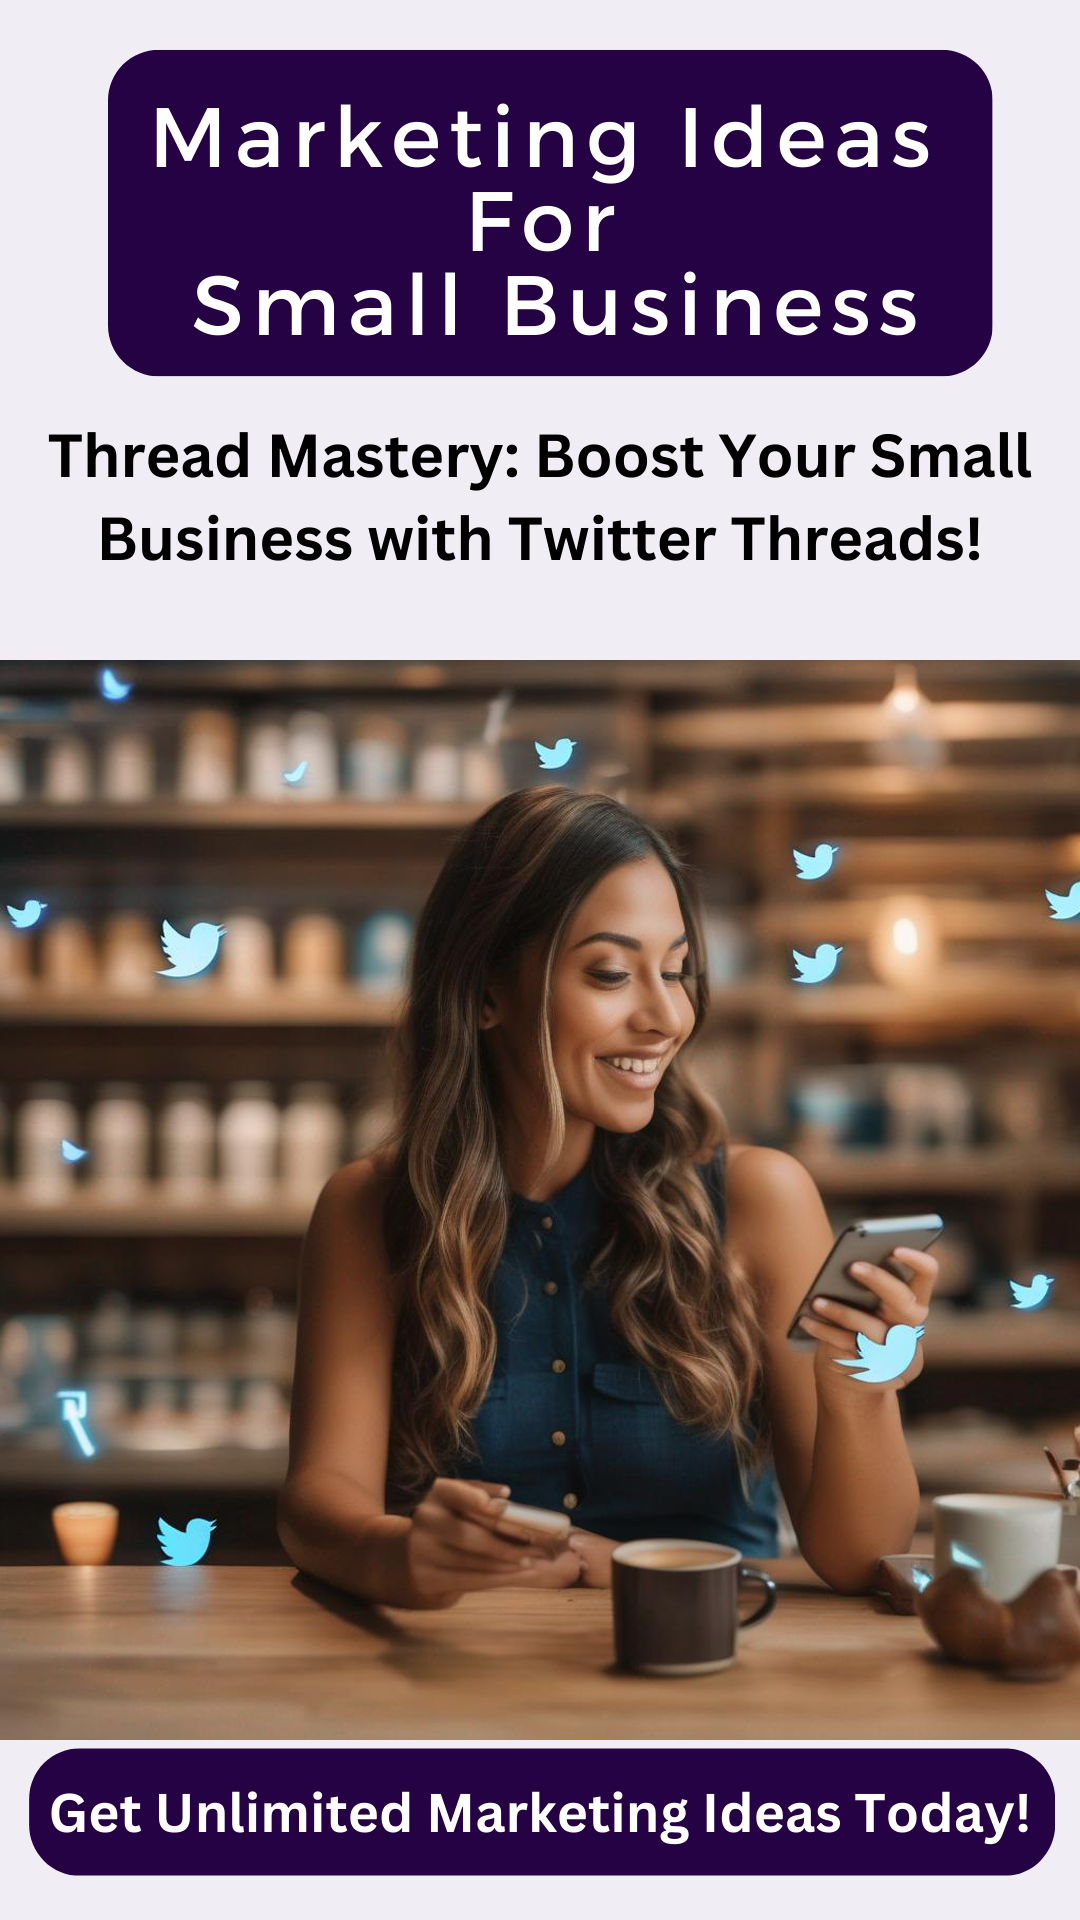 Marketing Ideas
For
Small Business
Thread Mastery: Boost Your Small
Business with Twitter Threads!
Get Unlimited Marketing Ideas Today!